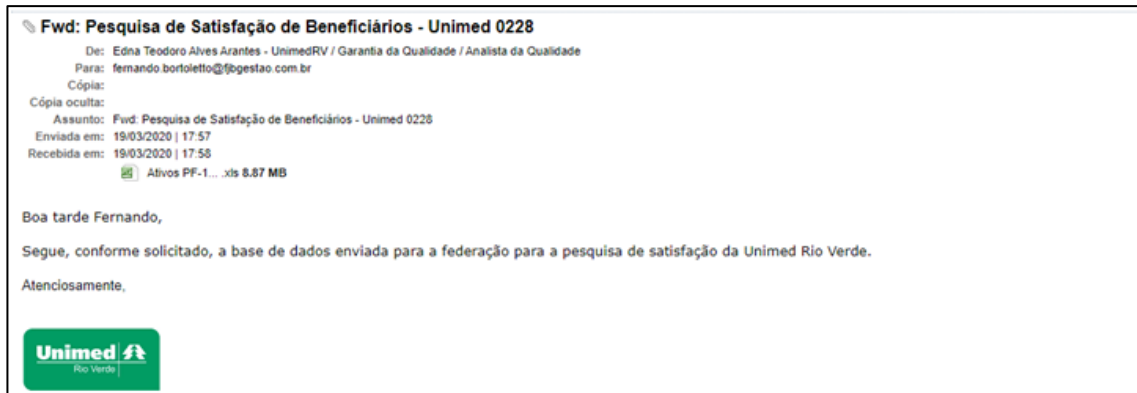 Fwd: Pesquisa de Satisfação de Beneficiários - Unimed 0228
De: Edna Teodoro Alves Arantes - UnimedRV / Garantia da Qualidade / Analista da Qualidade
Para: fernando.bortoletto@fjbgestao.com.br
Cópia:
Cópia oculta:
Assunto: Fwd: Pesquisa de Satisfação de Beneficiários - Unimed 0228
Enviada em: 19/03/2020 | 17:57
Recebida em: 19/03/2020 | 17:58
Ativos PF-1... .xls 8.87 MB
Boa tarde Fernando,
Segue, conforme solicitado, a base de dados enviada para a federação para a pesquisa de satisfação da Unimed Rio Verde.
Atenciosamente,
Unimed
Rio Verde